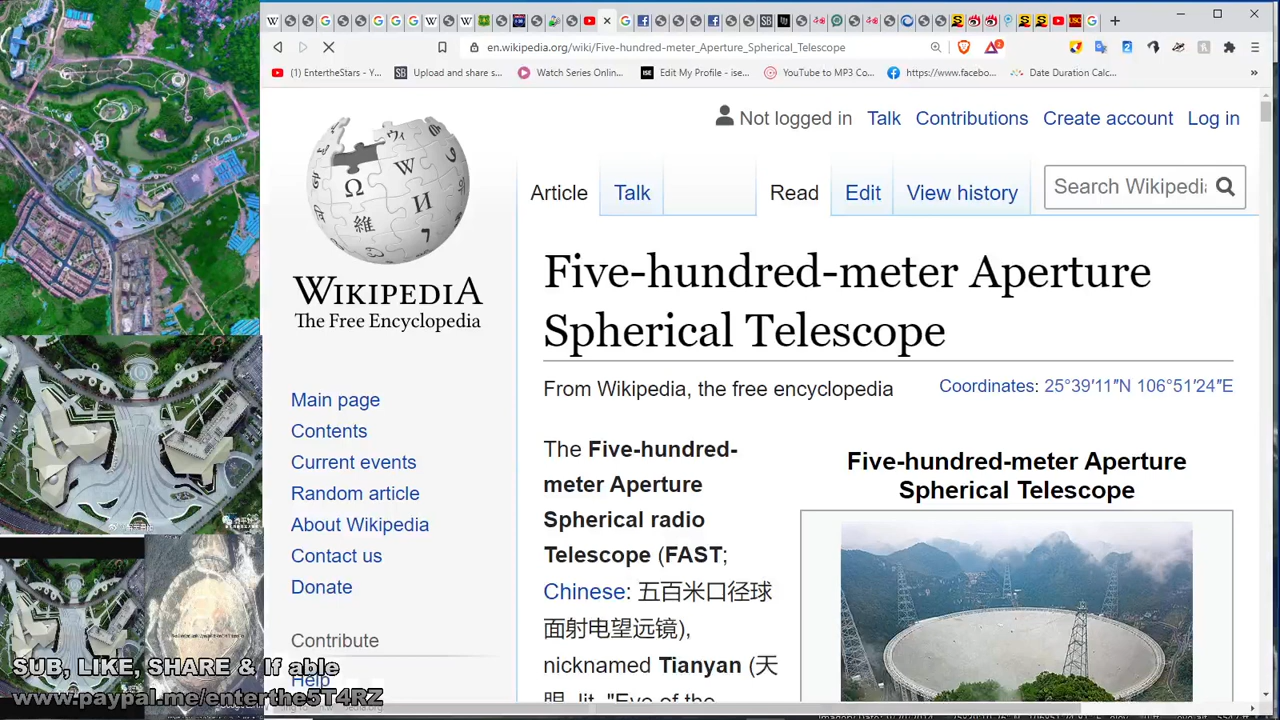 en.wikipedia.org/wiki/Five-hundred-meter_Aperture_Spherical_Telescope
(1) EntertheStars - Y...
Upload and share s...
Watch Series Onlin...
Edit My Profile - ise...
YouTube to MP3 Co...
https://www.facebo...
Date Duration Calc...
»
Not logged in Talk Contributions Create account Log in
Article Talk Read Edit View history
Search Wikipedi
WIKIPEDIA
The Free Encyclopedia
Main page
Contents
Current events
Random article
About Wikipedia
Contact us
Donate
Contribute
Help
Five-hundred-meter Aperture
Spherical Telescope
From Wikipedia, the free encyclopedia
Coordinates: 25°39′11″N 106°51′24″E
The Five-hundred-
meter Aperture
Spherical radio
Telescope (FAST;
Chinese: 五百米口径球
面射电望远镜),
nicknamed Tianyan (天
眼, lit. "Eye of the
Five-hundred-meter Aperture
Spherical Telescope
SUB, LIKE, SHARE & If able
www.paypal.me/enterthe5T4RZ